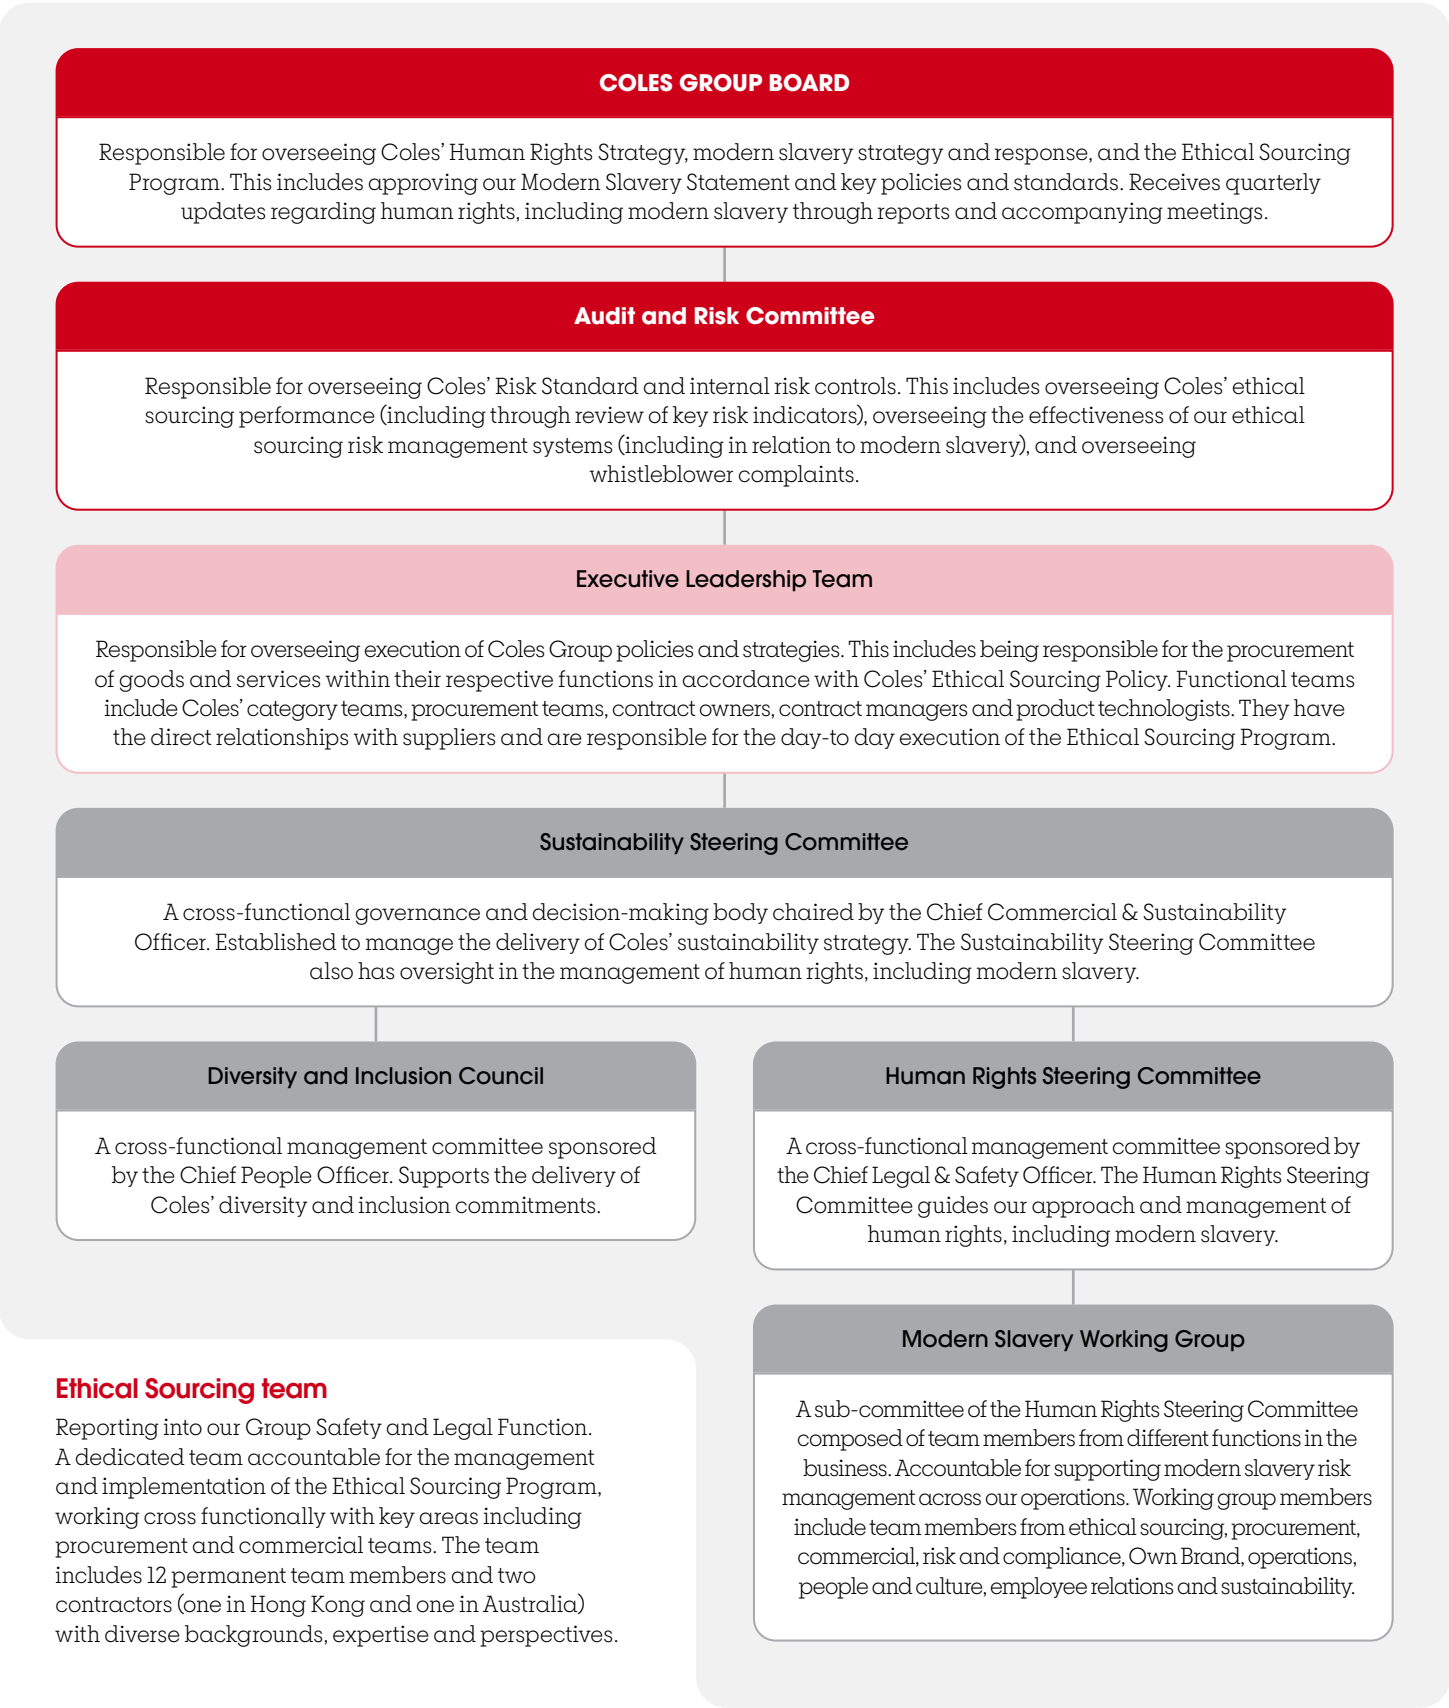 COLES GROUP BOARD
Responsible for overseeing Coles’ Human Rights Strategy, modern slavery strategy and response, and the Ethical Sourcing
Program. This includes approving our Modern Slavery Statement and key policies and standards. Receives quarterly
updates regarding human rights, including modern slavery through reports and accompanying meetings.
Audit and Risk Committee
Responsible for overseeing Coles’ Risk Standard and internal risk controls. This includes overseeing Coles’ ethical
sourcing performance (including through review of key risk indicators), overseeing the effectiveness of our ethical
sourcing risk management systems (including in relation to modern slavery), and overseeing
whistleblower complaints.
Executive Leadership Team
Responsible for overseeing execution of Coles Group policies and strategies. This includes being responsible for the procurement
of goods and services within their respective functions in accordance with Coles’ Ethical Sourcing Policy. Functional teams
include Coles’ category teams, procurement teams, contract owners, contract managers and product technologists. They have
the direct relationships with suppliers and are responsible for the day-to day execution of the Ethical Sourcing Program.
Sustainability Steering Committee
A cross-functional governance and decision-making body chaired by the Chief Commercial & Sustainability
Officer. Established to manage the delivery of Coles’ sustainability strategy. The Sustainability Steering Committee
also has oversight in the management of human rights, including modern slavery.
Diversity and Inclusion Council
A cross-functional management committee sponsored
by the Chief People Officer. Supports the delivery of
Coles’ diversity and inclusion commitments.
Human Rights Steering Committee
A cross-functional management committee sponsored by
the Chief Legal & Safety Officer. The Human Rights Steering
Committee guides our approach and management of
human rights, including modern slavery.
Modern Slavery Working Group
A sub-committee of the Human Rights Steering Committee
composed of team members from different functions in the
business. Accountable for supporting modern slavery risk
management across our operations. Working group members
include team members from ethical sourcing, procurement,
commercial, risk and compliance, Own Brand, operations,
people and culture, employee relations and sustainability.
Ethical Sourcing team
Reporting into our Group Safety and Legal Function.
A dedicated team accountable for the management
and implementation of the Ethical Sourcing Program,
working cross functionally with key areas including
procurement and commercial teams. The team
includes 12 permanent team members and two
contractors (one in Hong Kong and one in Australia)
with diverse backgrounds, expertise and perspectives.